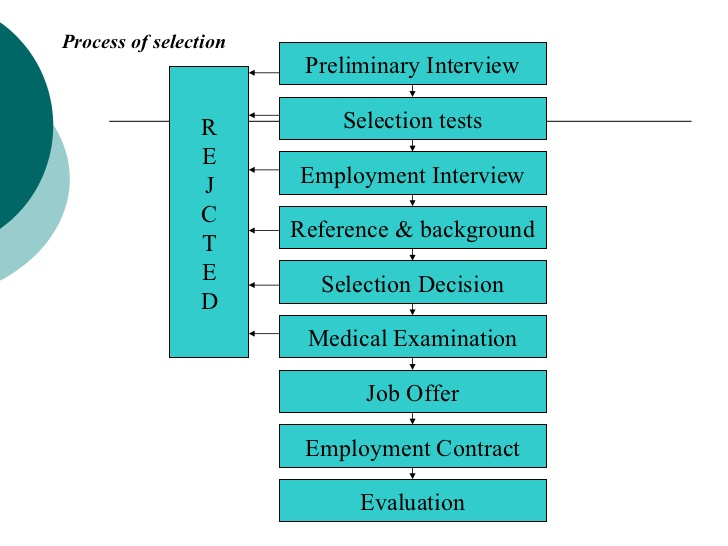 Process of selection
R
E
J
C
T
E
D
Preliminary Interview
Selection tests
Employment Interview
Reference & background
Selection Decision
Medical Examination
Job Offer
Employment Contract
Evaluation